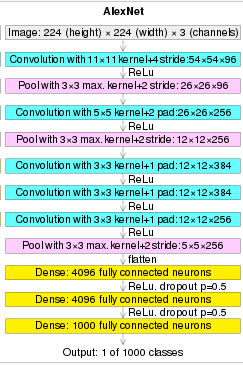 AlexNet
Image: 224 (height) × 224 (width) × 3 (channels)
Convolution with 11×11 kernel+4 stride: 54×54×96
ReLu
Pool with 3×3 max. kernel+2 stride: 26×26×96
Convolution with 5×5 kernel+2 pad:26×26×256
ReLu
Pool with 3×3 max. kernel+2 stride: 12×12×256
Convolution with 3×3 kernel+1 pad:12×12×384
ReLu
Convolution with 3×3 kernel+1 pad:12×12×384
ReLu
Convolution with 3×3 kernel+1 pad:12×12×256
ReLu
Pool with 3×3 max. kernel+2 stride: 5×5×256
flatten
Dense: 4096 fully connected neurons
ReLu. dropout p=0.5
Dense: 4096 fully connected neurons
ReLu. dropout p=0.5
Dense: 1000 fully connected neurons
Output: 1 of 1000 classes